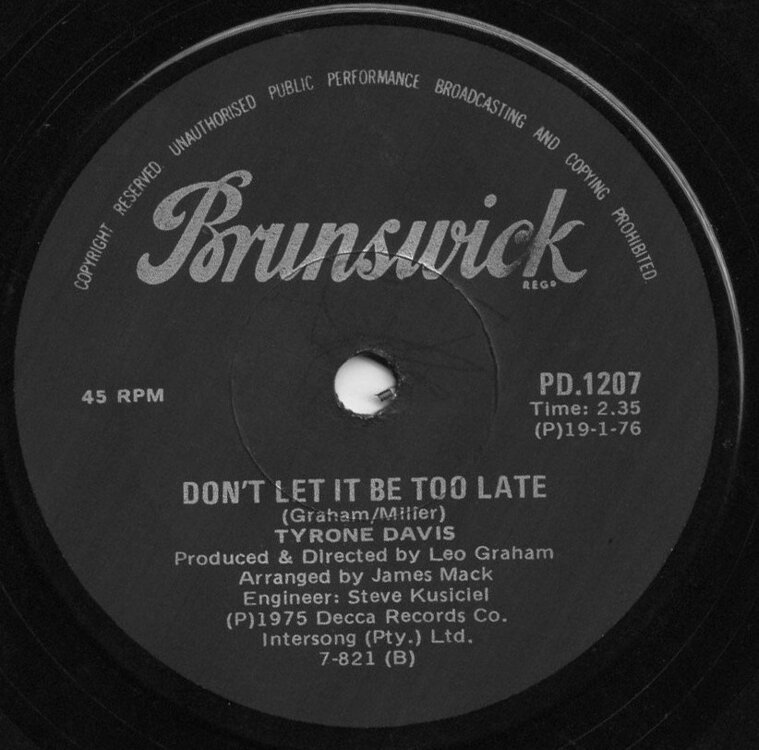 COPYRIGHT RESERVED. UNAUTHORISED PUBLIC PERFORMANCE BROADCASTING AND COPYING PROHIBITED.
Brunswick
REGD
45 RPM
PD.1207
Time: 2.35
(P)19-1-76
DON'T LET IT BE TOO LATE
(Graham/Miller)
TYRONE DAVIS
Produced & Directed by Leo Graham
Arranged by James Mack
Engineer: Steve Kusiciel
(P)1975 Decca Records Co.
Intersong (Pty.) Ltd.
7-821 (B)